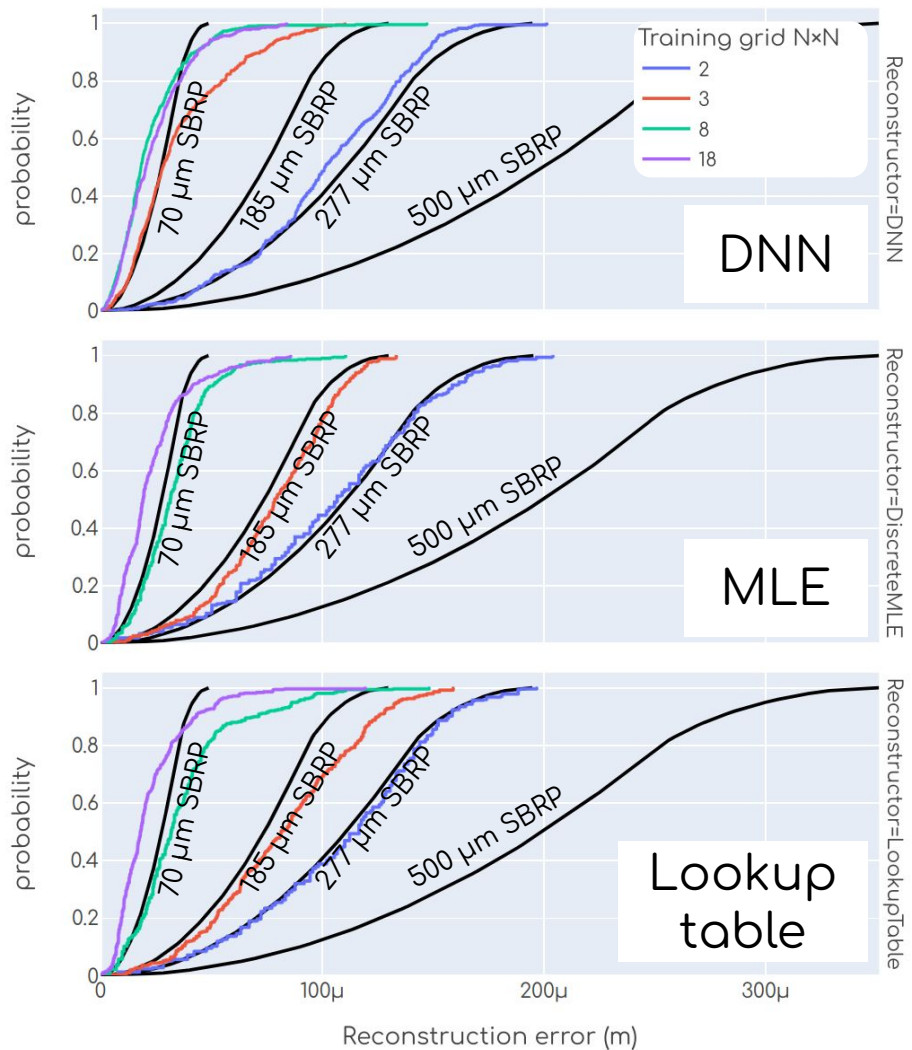 probability
1
0.8
0.6
0.4
0.2
0
70 µm SBRP
185 µm SBRP
277 µm SBRP
500 µm SBRP
Training grid N×N
2
3
8
18
DNN
Reconstructor=DNN
probability
1
0.8
0.6
0.4
0.2
0
70 µm SBRP
185 µm SBRP
277 µm SBRP
500 µm SBRP
MLE
Reconstructor=DiscreteMLE
probability
1
0.8
0.6
0.4
0.2
0
70 µm SBRP
185 µm SBRP
277 µm SBRP
500 µm SBRP
Lookup
table
Reconstructor=LookupTable
0
100µ
200µ
300µ
Reconstruction error (m)